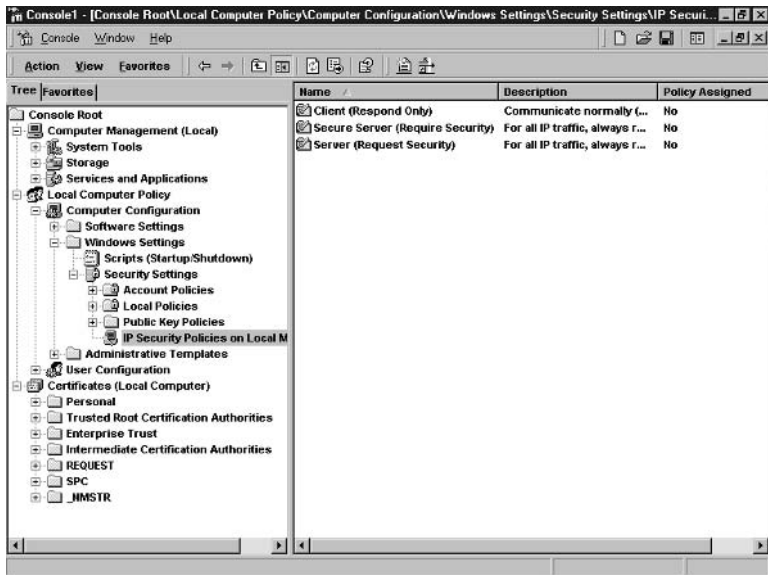 Console1 - [Console Root\Local Computer Policy\Computer Configuration\Windows Settings\Security Settings\IP Securi...
Console Window Help
Action View Favorites
Tree Favorites
Name Description Policy Assigned
Console Root
Computer Management (Local)
System Tools
Storage
Services and Applications
Local Computer Policy
Computer Configuration
Software Settings
Windows Settings
Scripts (Startup/Shutdown)
Security Settings
Account Policies
Local Policies
Public Key Policies
IP Security Policies on Local M
Administrative Templates
User Configuration
Certificates (Local Computer)
Personal
Trusted Root Certification Authorities
Enterprise Trust
Intermediate Certification Authorities
REQUEST
SPC
_NMSTR
Client (Respond Only) Communicate normally (... No
Secure Server (Require Security) For all IP traffic, always r... No
Server (Request Security) For all IP traffic, always r... No